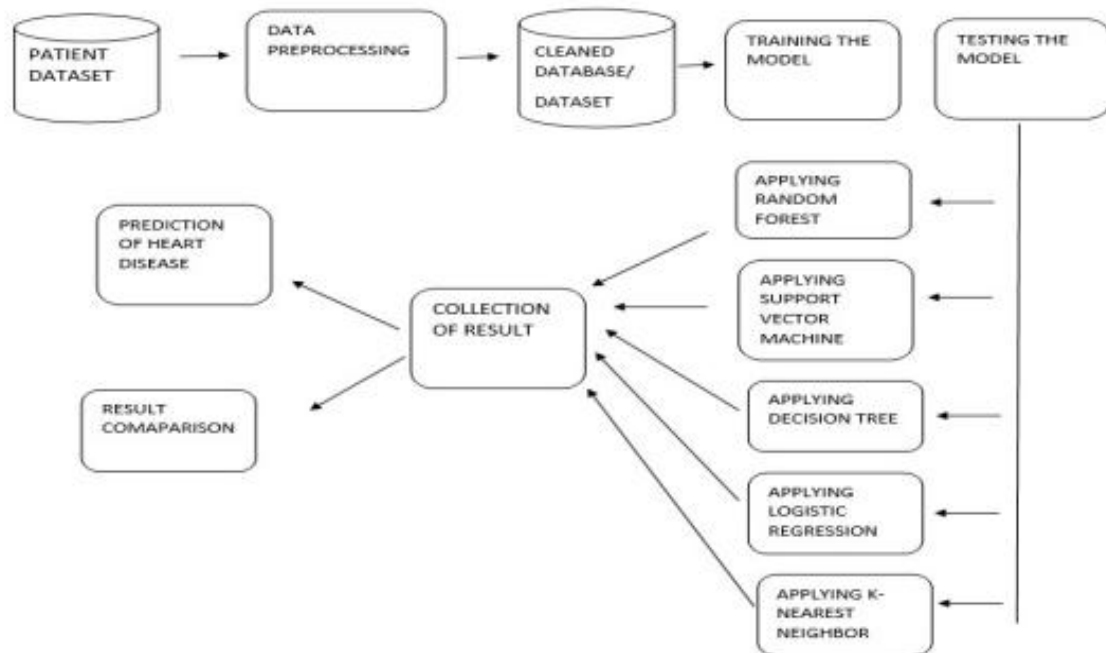 PATIENT
DATASET
DATA
PREPROCESSING
CLEANED
DATABASE/
DATASET
TRAINING THE
MODEL
TESTING THE
MODEL
APPLYING
RANDOM
FOREST
PREDICTION
OF HEART
DISEASE
APPLYING
SUPPORT
VECTOR
MACHINE
COLLECTION
OF RESULT
APPLYING
DECISION TREE
RESULT
COMAPARISON
APPLYING
LOGISTIC
REGRESSION
APPLYING K-
NEAREST
NEIGHBOR